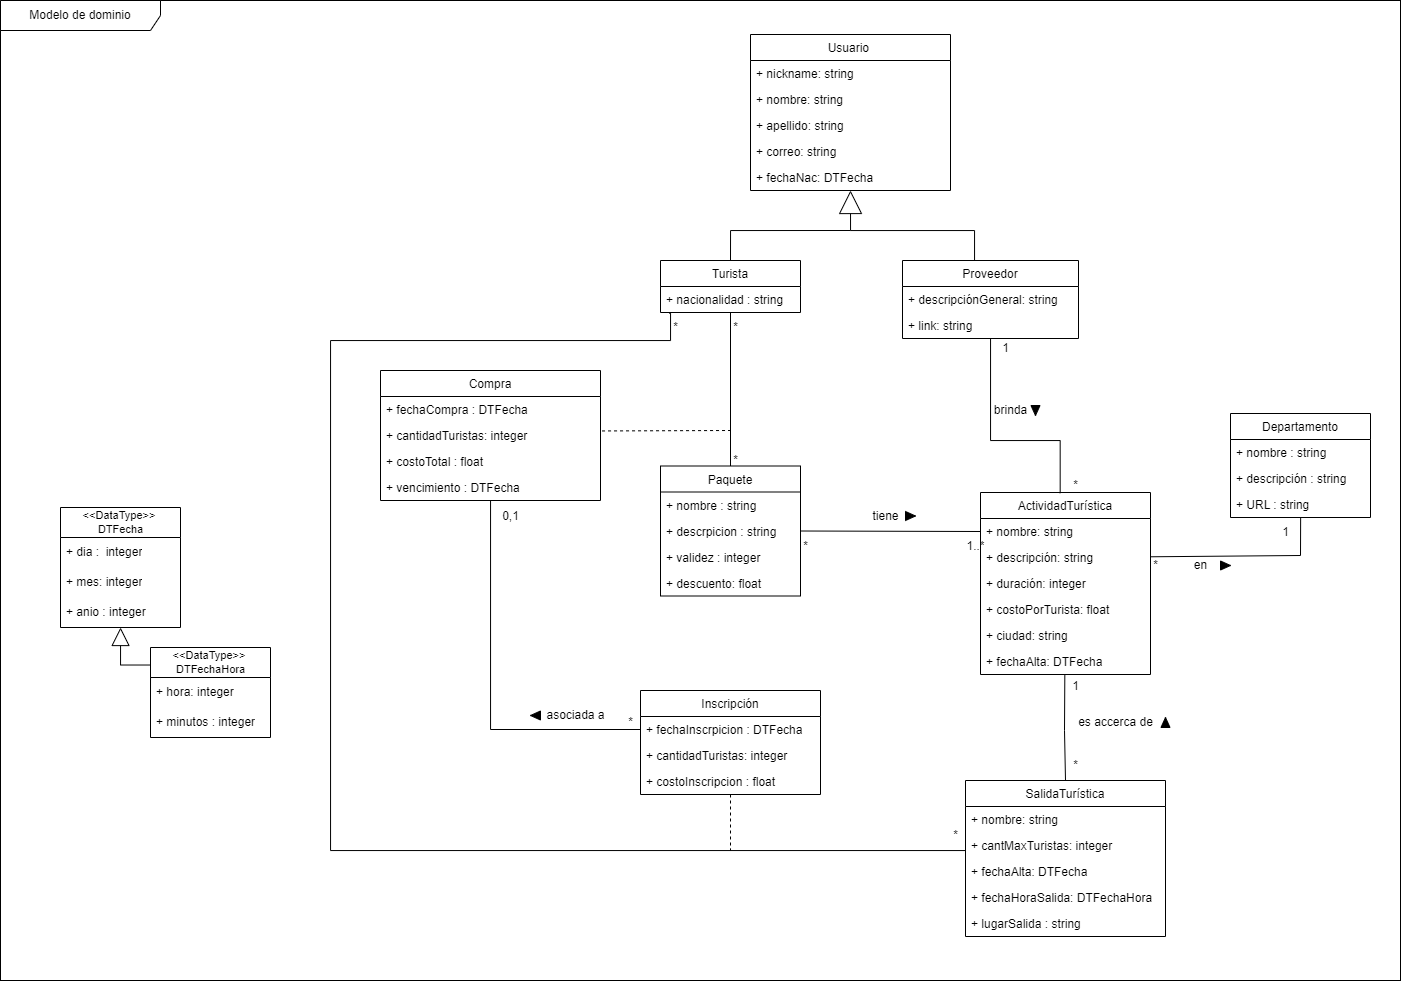 Modelo de dominio
Usuario
+ nickname: string
+ nombre: string
+ apellido: string
+ correo: string
+ fechaNac: DTFecha
Turista
+ nacionalidad : string
Proveedor
+ descripciónGeneral: string
+ link: string
*
*
1
Compra
+ fechaCompra : DTFecha
+ cantidadTuristas: integer
+ costoTotal : float
+ vencimiento : DTFecha
0,1
brinda
*
*
Paquete
+ nombre : string
+ descrpicion : string
+ validez : integer
+ descuento: float
*
tiene
1..*
ActividadTurística
+ nombre: string
+ descripción: string
+ duración: integer
+ costoPorTurista: float
+ ciudad: string
+ fechaAlta: DTFecha
Departamento
+ nombre : string
+ descripción : string
+ URL : string
1
*
en
<<DataType>>
DTFecha
+ dia :  integer
+ mes: integer
+ anio : integer
<<DataType>>
DTFechaHora
+ hora: integer
+ minutos : integer
asociada a
*
Inscripción
+ fechaInscrpicion : DTFecha
+ cantidadTuristas: integer
+ costoInscripcion : float
1
es accerca de
*
*
SalidaTurística
+ nombre: string
+ cantMaxTuristas: integer
+ fechaAlta: DTFecha
+ fechaHoraSalida: DTFechaHora
+ lugarSalida : string